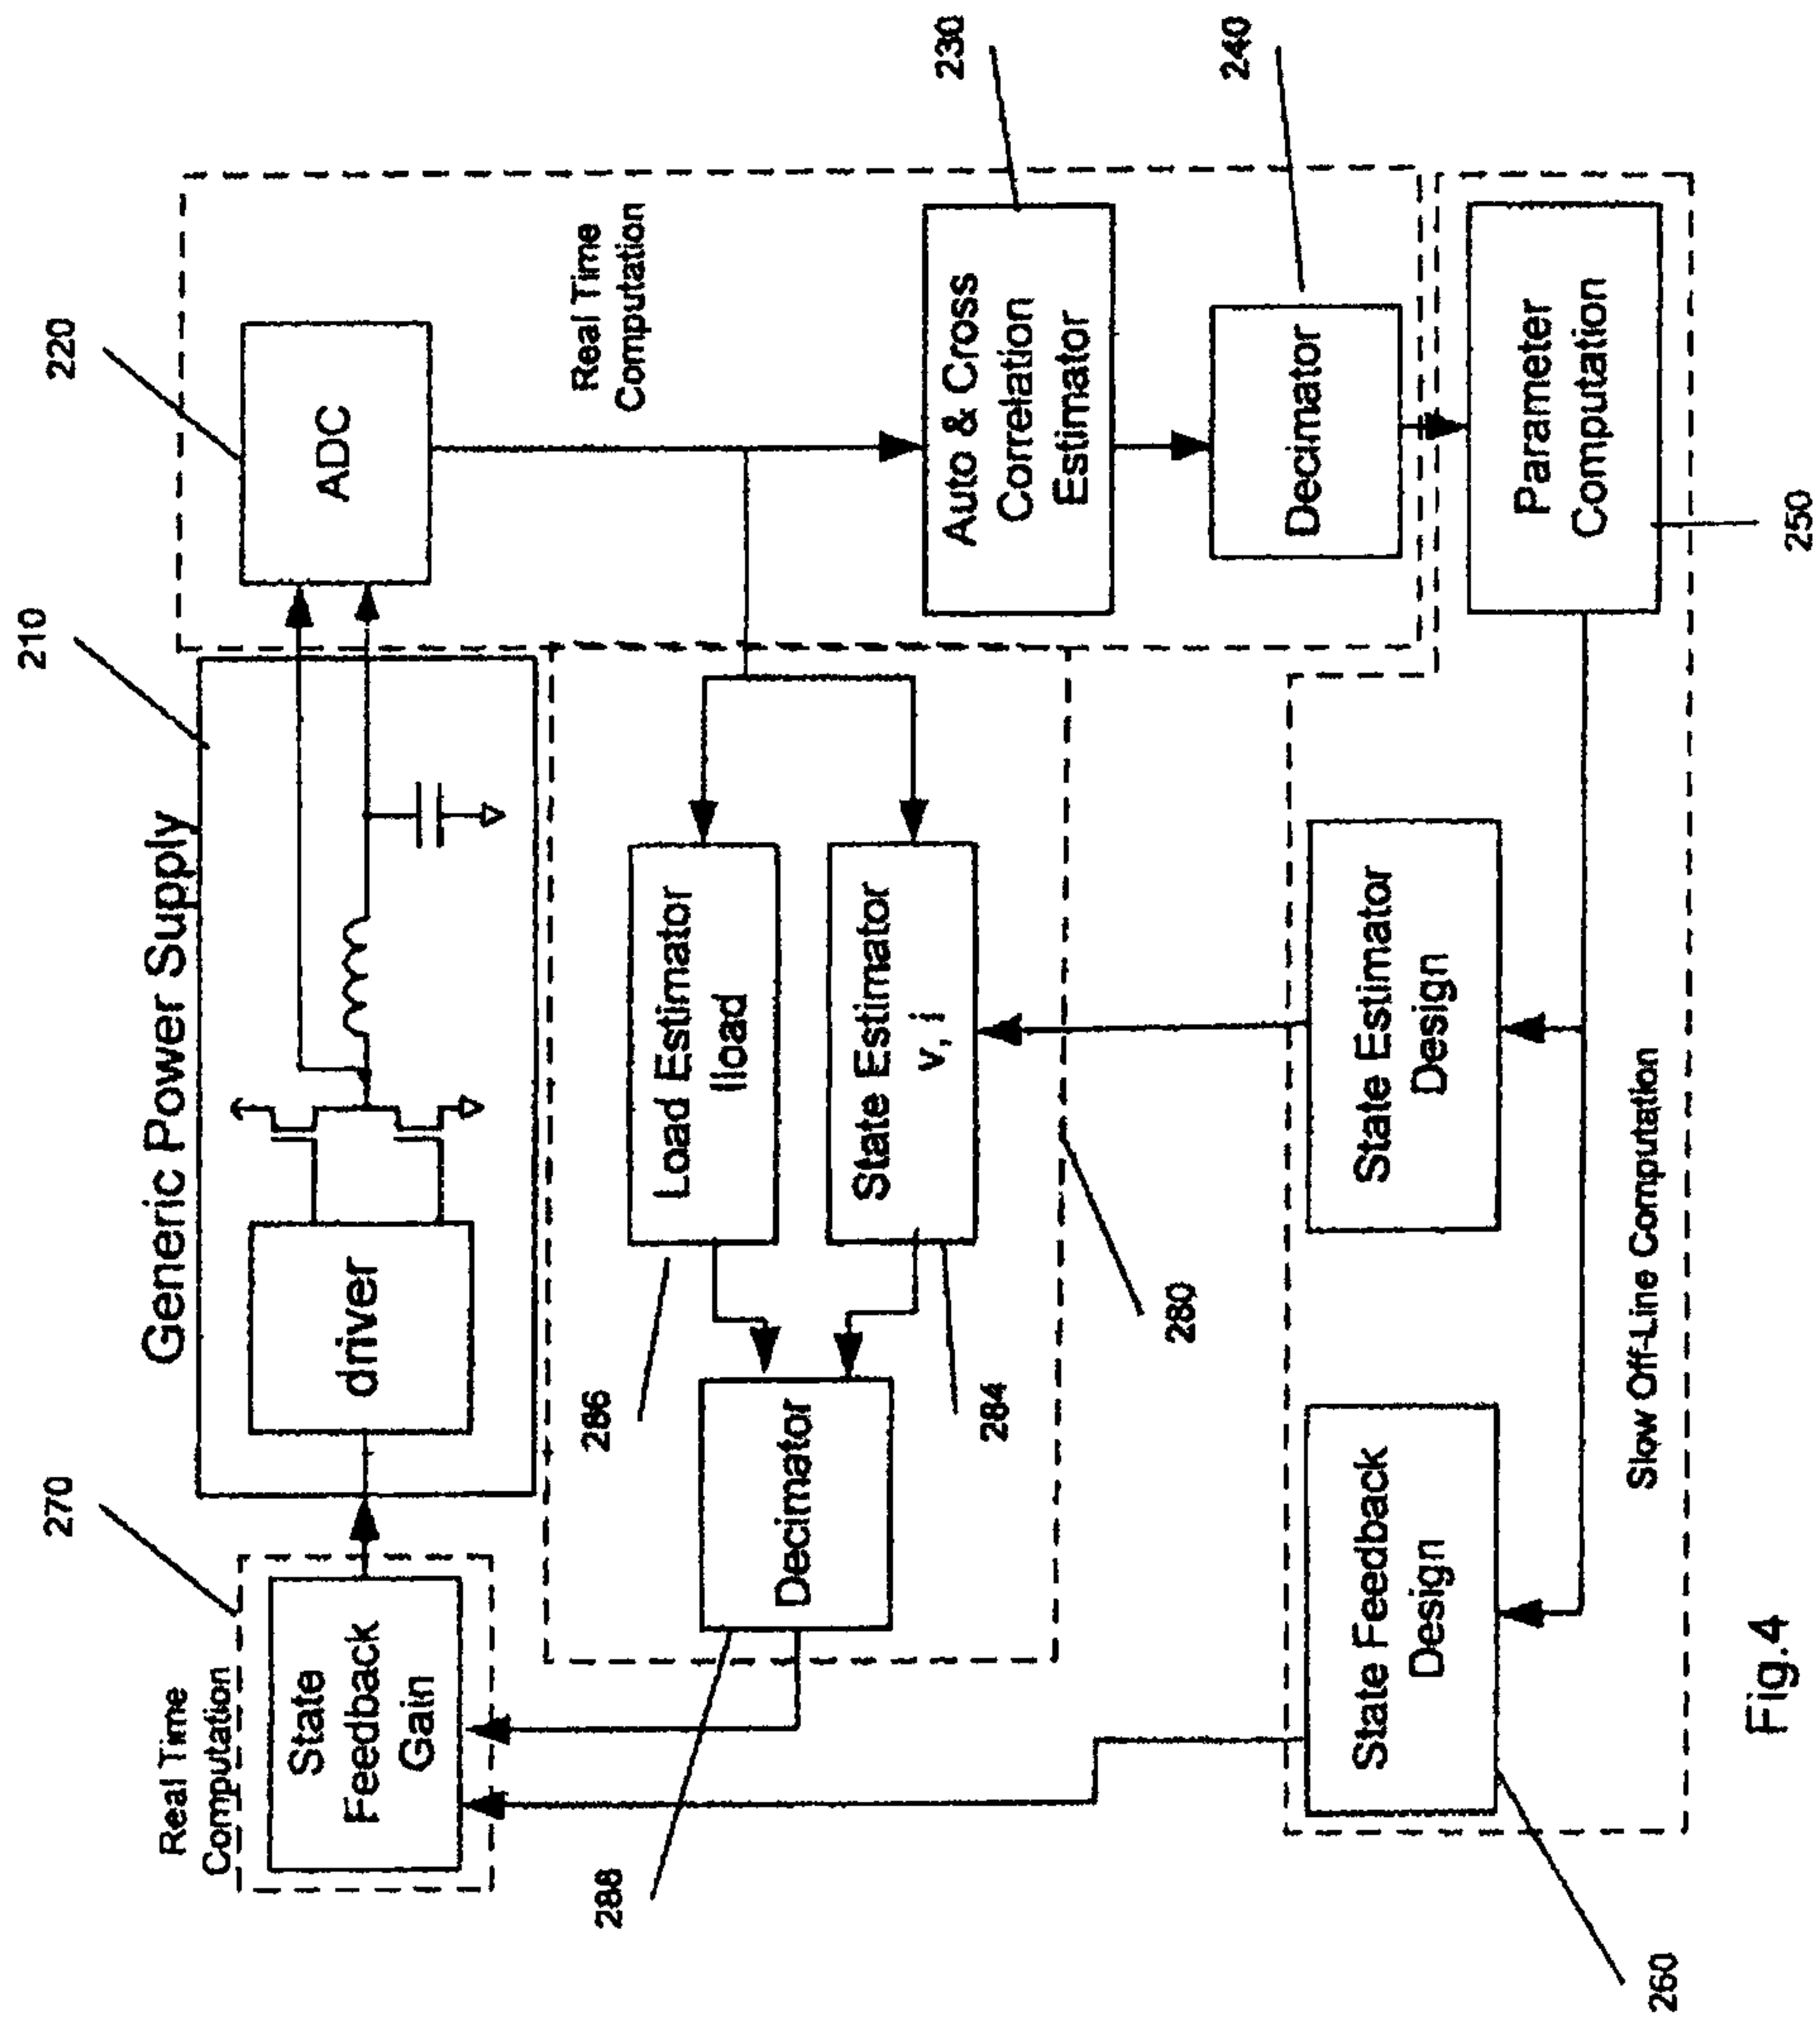 Generic Power Supply
210
220
270
Real Time
Computation
State
Feedback
Gain
driver
ADC
Real Time
Computation
286
Load Estimator
Iload
Decimator
288
State Estimator
v, i
284
280
Auto & Cross
Correlation
Estimator
230
Decimator
240
State Feedback
Design
260
State Estimator
Design
Parameter
Computation
250
Slow Off-Line Computation
Fig.4